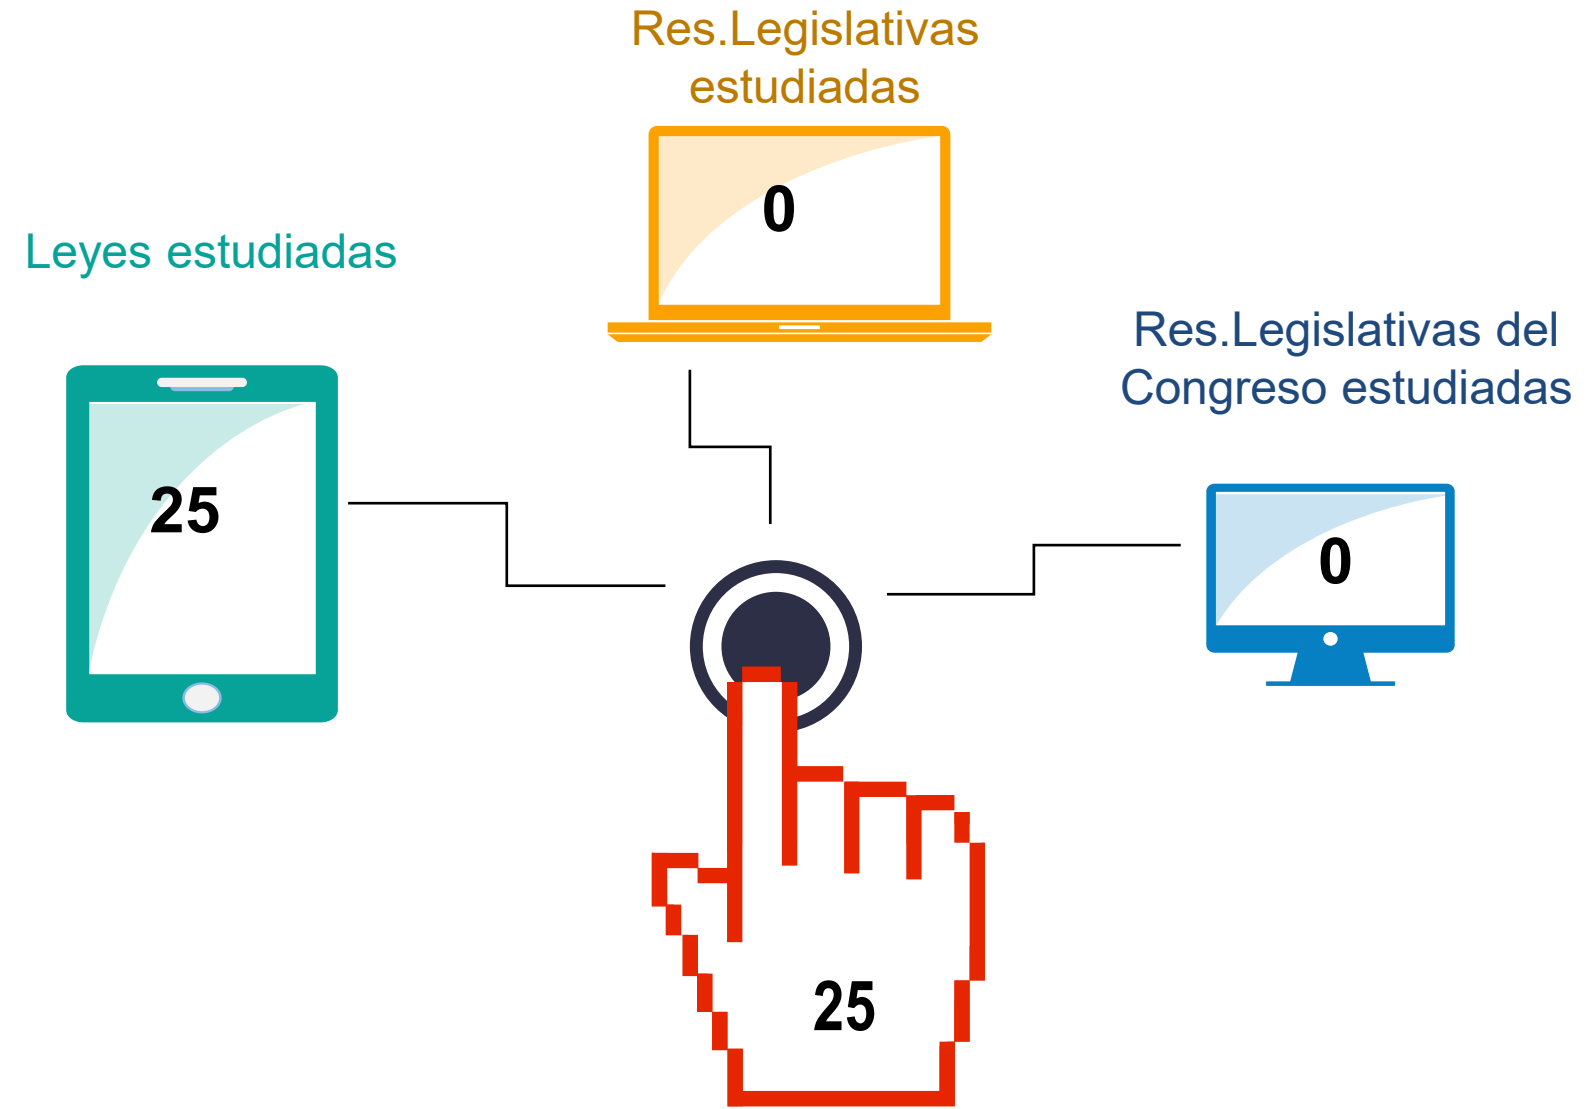 Res.Legislativas
estudiadas
0
Leyes estudiadas
25
Res.Legislativas del
Congreso estudiadas
0
25